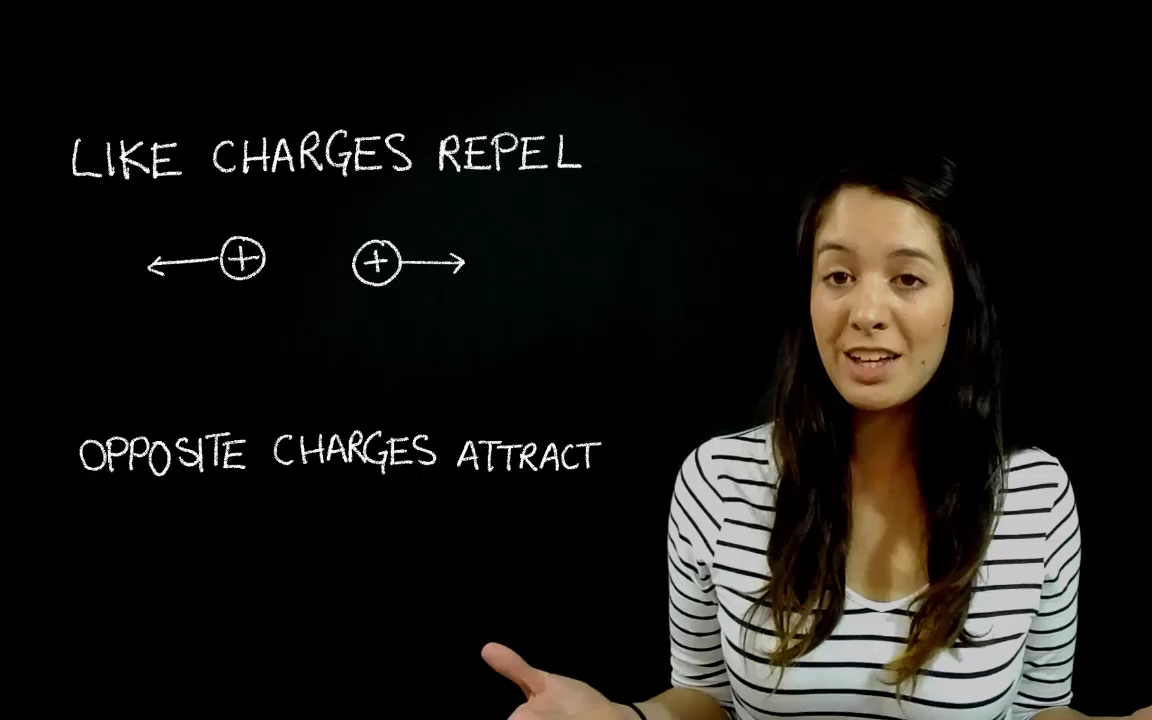 LIKE CHARGES REPEL
+ +
OPPOSITE CHARGES ATTRACT